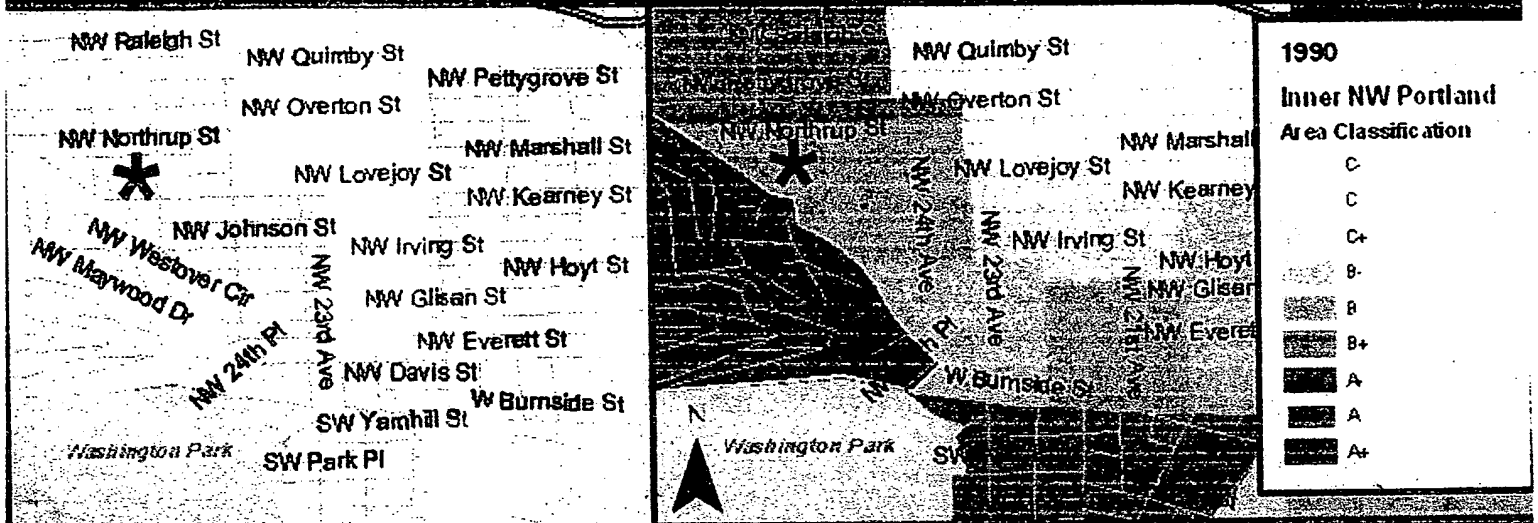 NW Raleigh St
NW Quimby St
NW Pettygrove St
NW Overton St
NW Northrup St
NW Marshall St
NW Lovejoy St
NW Kearney St
NW Johnson St
NW Westover Cir
NW Maywood Dr
NW Irving St
NW Hoyt St
NW 23rd Ave
NW Glisan St
NW Everett St
NW 24th Pl
NW Davis St
W Burnside St
SW Yamhill St
Washington Park
SW Park Pl
NW Quimby St
NW Overton St
NW Northrup St
NW Marshall
NW Lovejoy St
NW Kearney
NW 24th Ave
NW 23rd Ave
NW Irving St
NW Hoyt
NW 21st Ave
NW Glisan
NW Everet
W Burnside St
NW
h Pl
Z
Washington Park
SW
1990
Inner NW Portland
Area Classification
C-
C
C+
B-
B
B+
A-
A
A+